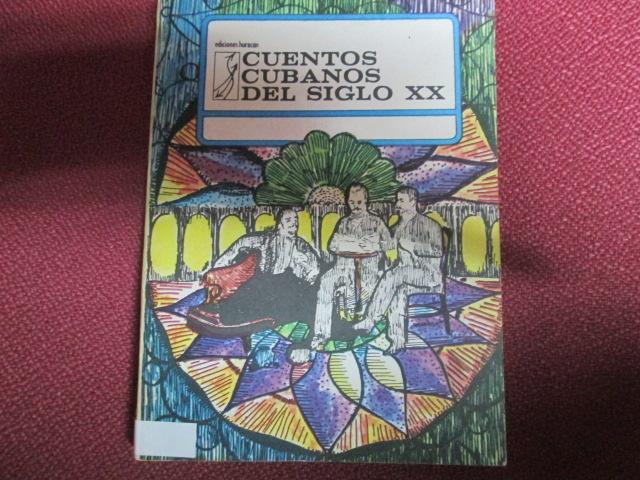 ediciones huracán
CUENTOS
CUBANOS
DEL SIGLO XX